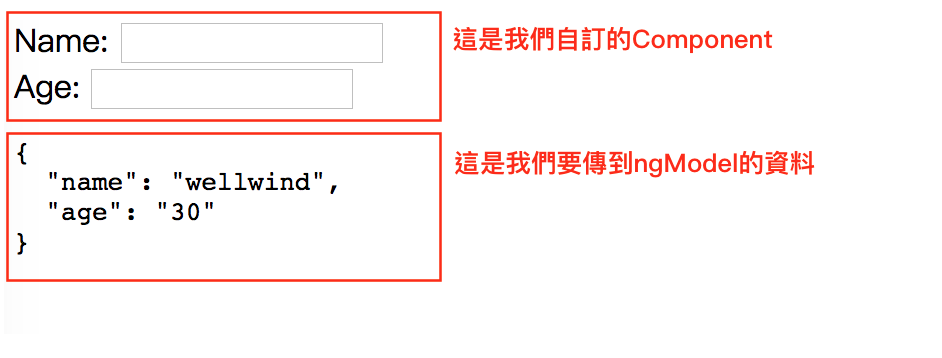 Name:
這是我們自訂的Component
Age:
{
"name": "wellwind",
這是我們要傳到ngModel的資料
"age": "30"
}